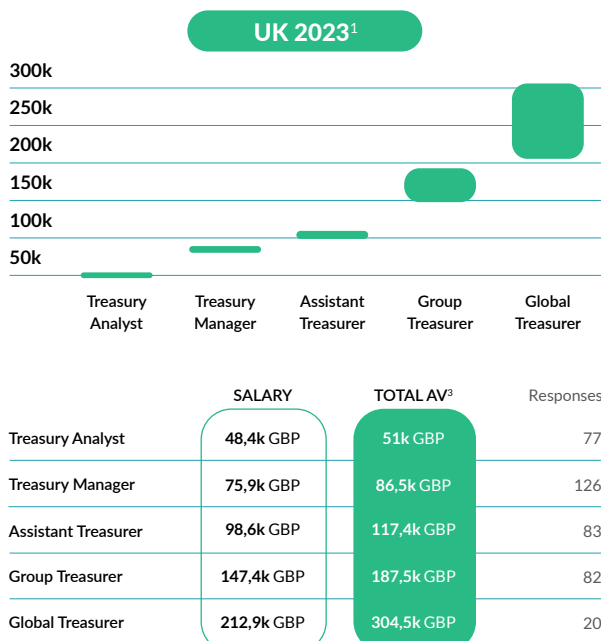 UK 2023¹
300k
250k
200k
150k
100k
50k
Treasury Analyst
Treasury Manager
Assistant Treasurer
Group Treasurer
Global Treasurer
SALARY TOTAL AV³ Responses
Treasury Analyst 48,4k GBP 51k GBP 77
Treasury Manager 75,9k GBP 86,5k GBP 126
Assistant Treasurer 98,6k GBP 117,4k GBP 83
Group Treasurer 147,4k GBP 187,5k GBP 82
Global Treasurer 212,9k GBP 304,5k GBP 20